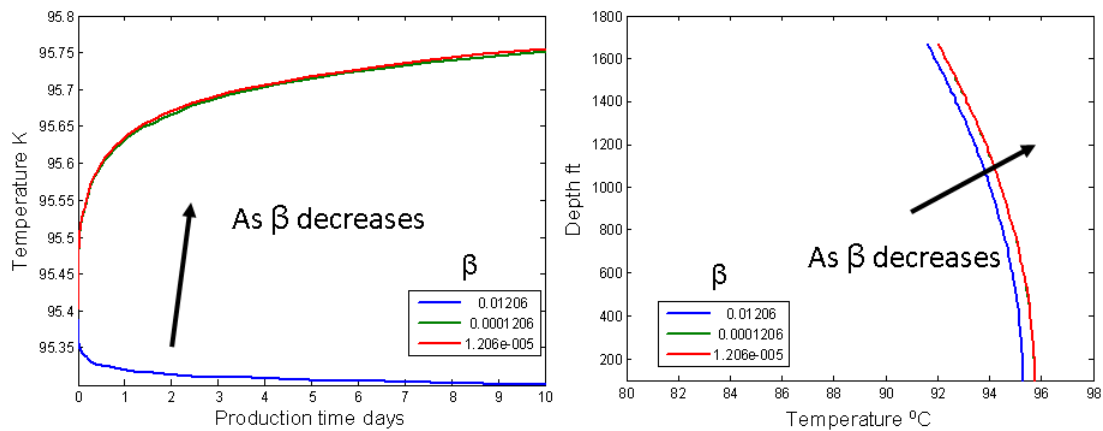 95.8
95.75
95.7
95.65
95.6
95.55
95.5
95.45
95.4
95.35
Temperature K
0 1 2 3 4 5 6 7 8 9 10
Production time days
As β decreases
β
0.01206
0.0001206
1.206e-005
1800
1600
1400
1200
1000
800
600
400
200
Depth ft
80 82 84 86 88 90 92 94 96 98
Temperature ⁰C
As β decreases
β
0.01206
0.0001206
1.206e-005